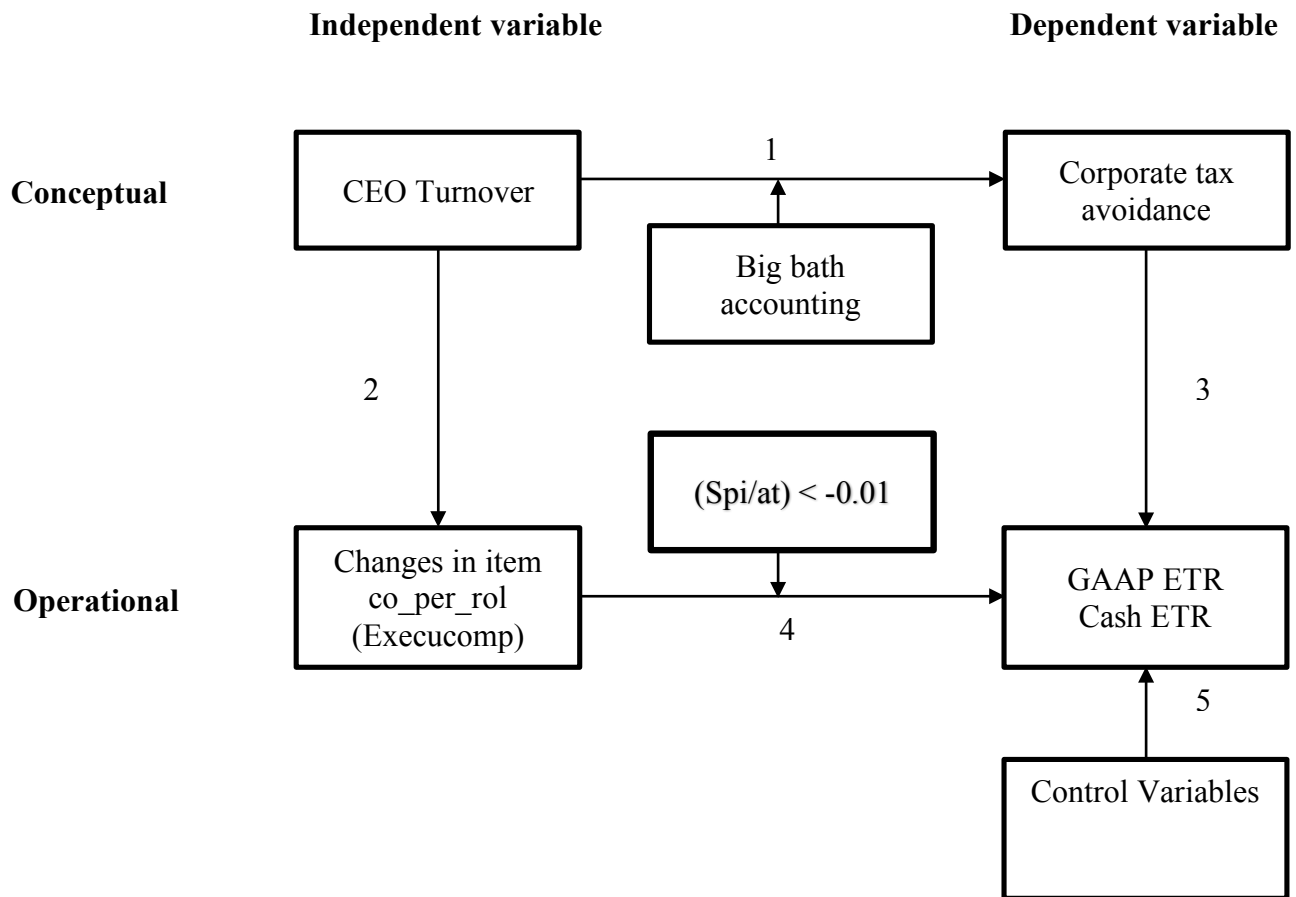 Independent variable
Dependent variable
Conceptual
CEO Turnover
1
Corporate tax
avoidance
Big bath
accounting
2
3
(Spi/at) < -0.01
Operational
Changes in item
co_per_rol
(Execucomp)
4
GAAP ETR
Cash ETR
5
Control Variables